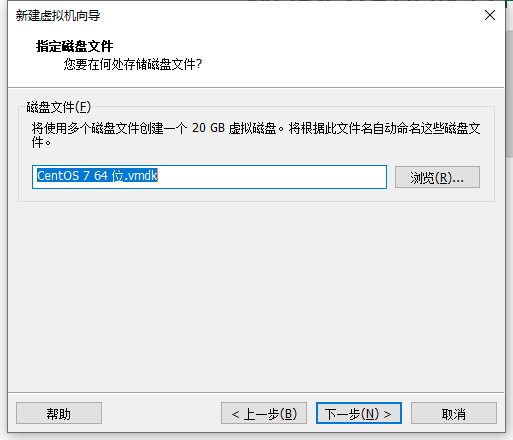 新建虚拟机向导
指定磁盘文件
您要在何处存储磁盘文件?
磁盘文件(F)
将使用多个磁盘文件创建一个 20 GB 虚拟磁盘。将根据此文件名自动命名这些磁盘文
件。
CentOS 7 64 位.vmdk
浏览(R)...
帮助
< 上一步(B)
下一步(N) >
取消